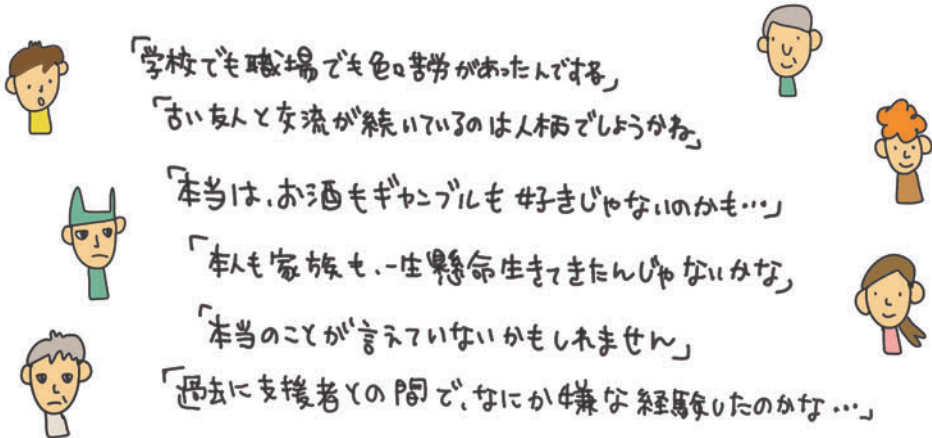 「学校でも職場でも色々苦労があったんですね」
「古い友人と交流が続いているのは人柄でしょうかね」
「本当は、お酒もギャンブルも好きじゃないのかも…」
「本人も家族も、一生懸命生きてきたんじゃないかな」
「本当のことが言えていないかもしれません」
「過去に支援者との間で、なにか嫌な経験したのかな…」